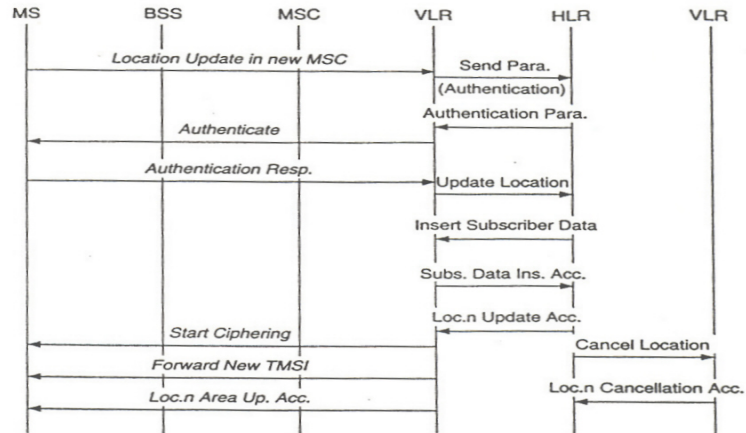 MS BSS MSC VLR HLR VLR
Location Update in new MSC
Send Para.
(Authentication)
Authentication Para.
Authenticate
Authentication Resp.
Update Location
Insert Subscriber Data
Subs. Data Ins. Acc.
Loc.n Update Acc.
Start Ciphering
Cancel Location
Forward New TMSI
Loc.n Cancellation Acc.
Loc.n Area Up. Acc.